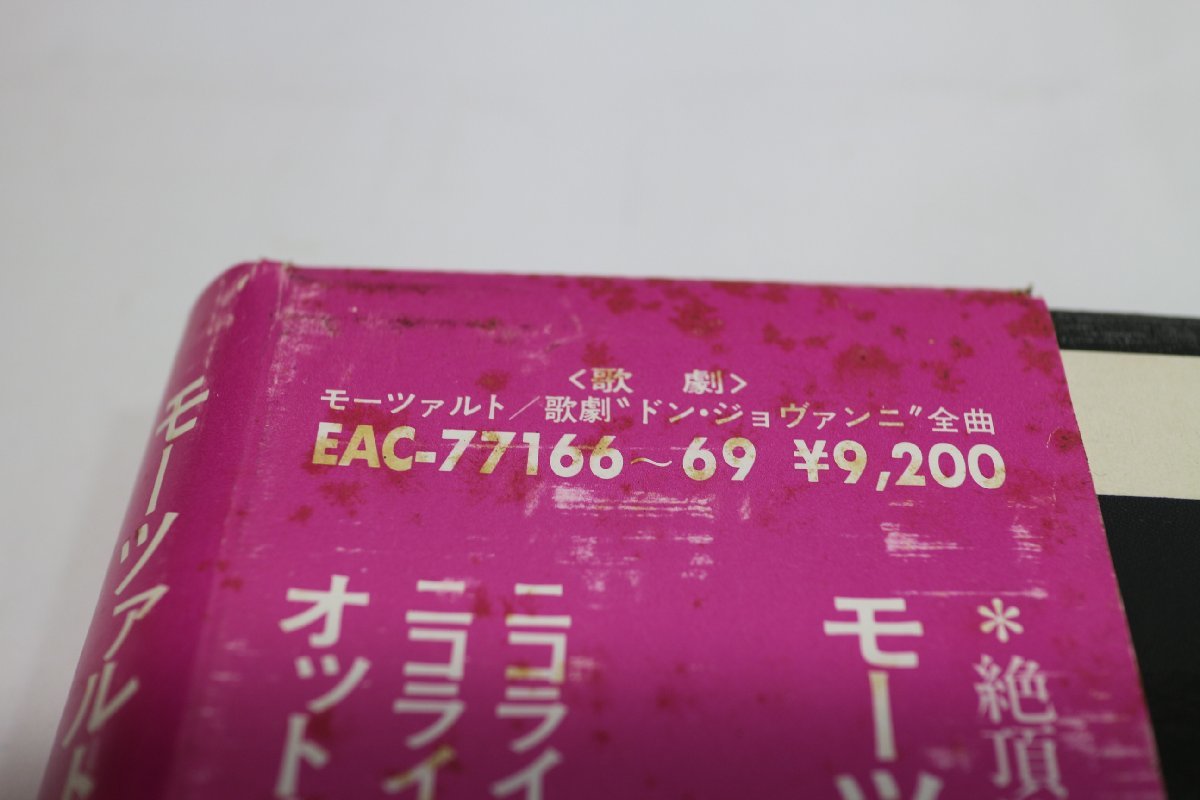 〈歌 劇〉
モーツァルト／歌劇“ドン・ジョヴァンニ”全曲
EAC-77166～69 ¥9,200
＊絶頂
モーツ
ニコライ
ニコライ
オット
モーツァルト